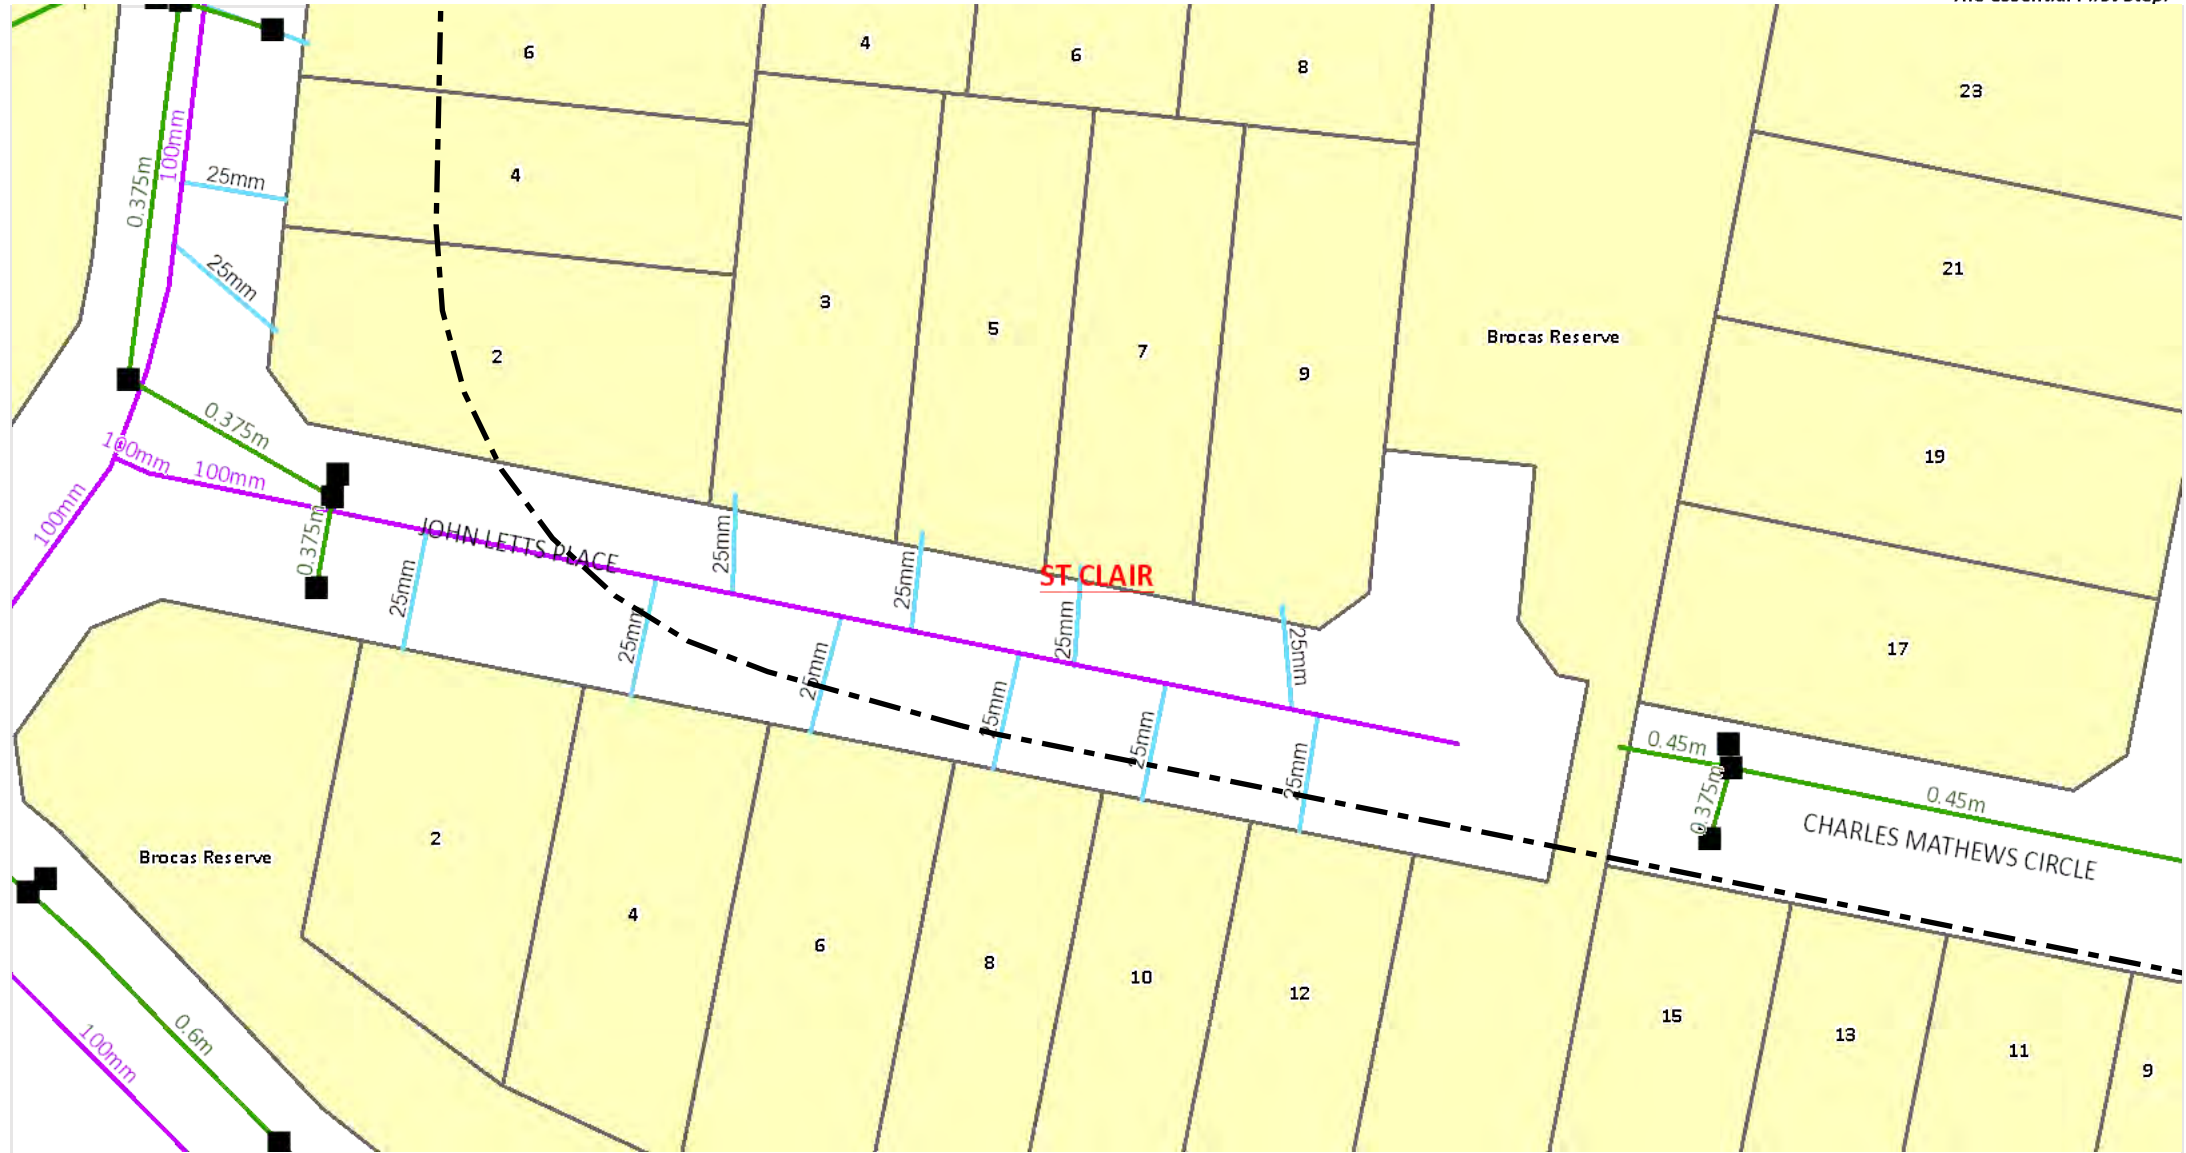 6
4
6
8
23
100mm
0.375m
25mm
4
25mm
2
3
5
7
9
Brocas Reserve
21
19
17
0.375m
100mm
100mm
100mm
0.375m
JOHN LETTS PLACE
25mm
25mm
ST CLAIR
25mm
25mm
25mm
25mm
25mm
25mm
25mm
25mm
0.45m
0.375m
0.45m
CHARLES MATHEWS CIRCLE
Brocas Reserve
2
4
6
8
10
12
15
13
11
9
0.6m
100mm